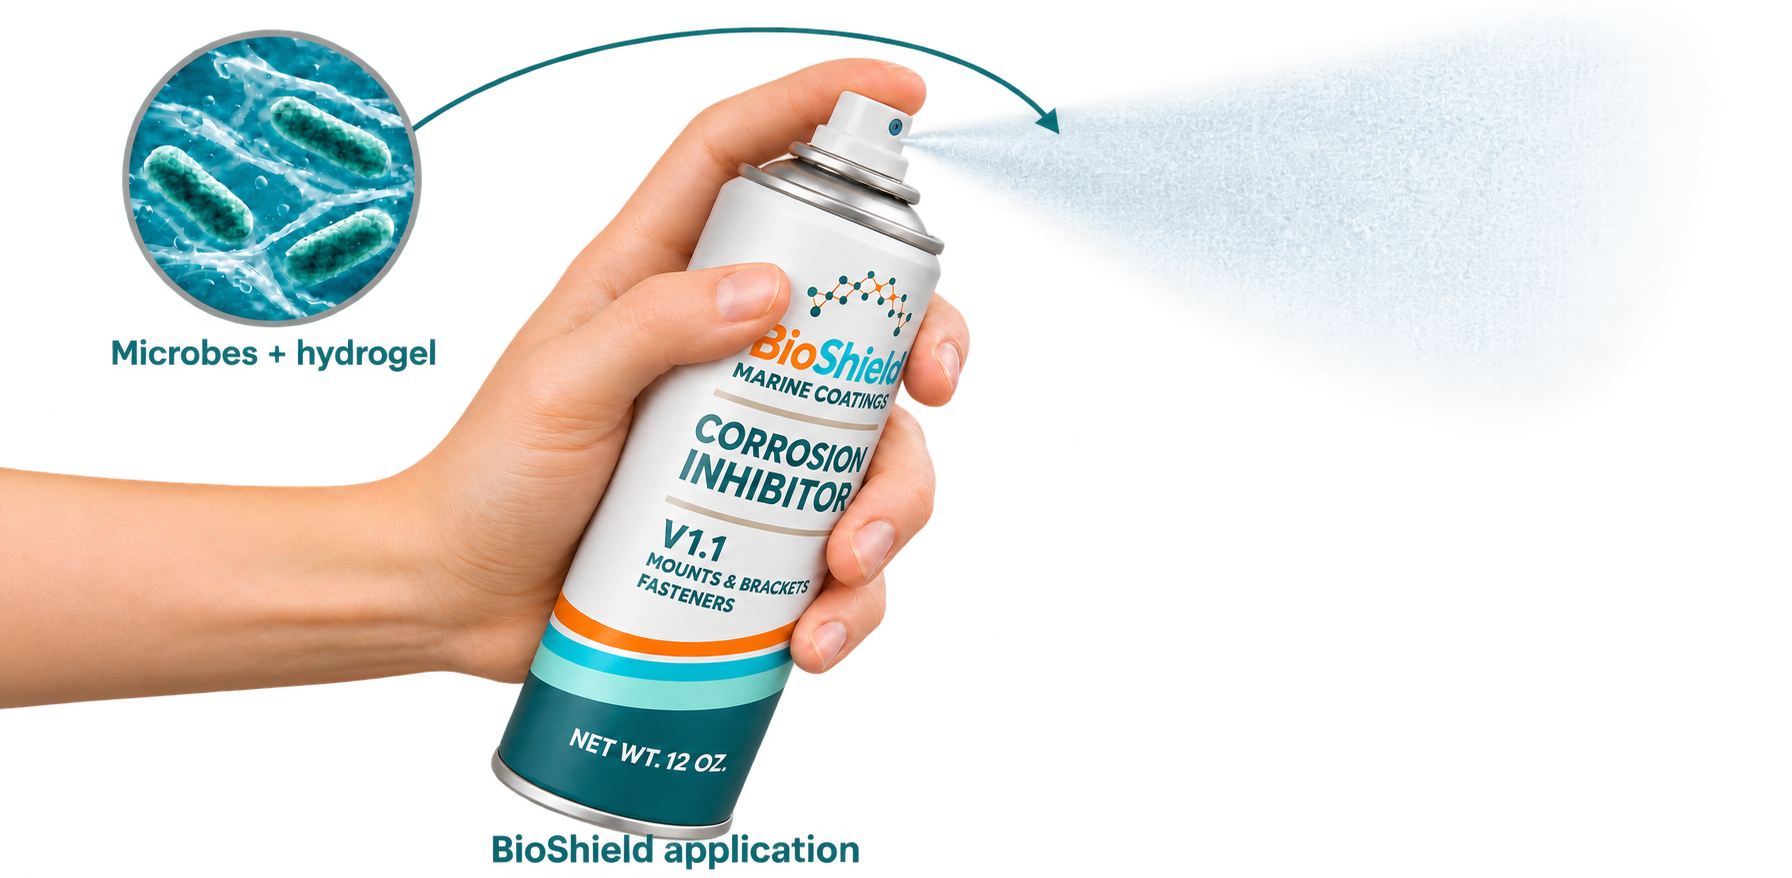 Microbes + hydrogel
BioShield
MARINE COATINGS
CORROSION
INHIBITOR
V1.1
MOUNTS & BRACKETS
FASTENERS
NET WT. 12 OZ.
BioShield application